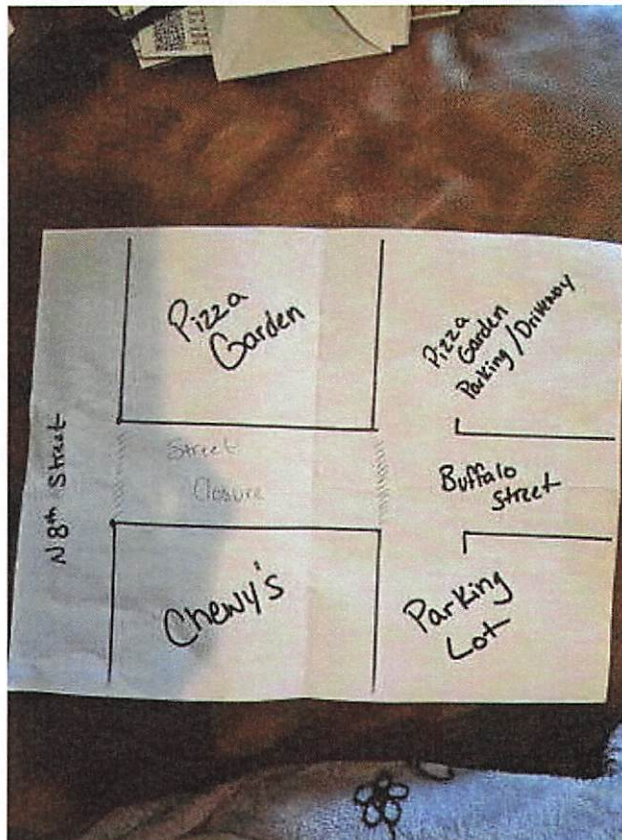 Pizza
Garden
Pizza
Garden
Parking/Driveway
N 8th Street
Street
Closure
Buffalo
Street
Chewy's
Parking
Lot